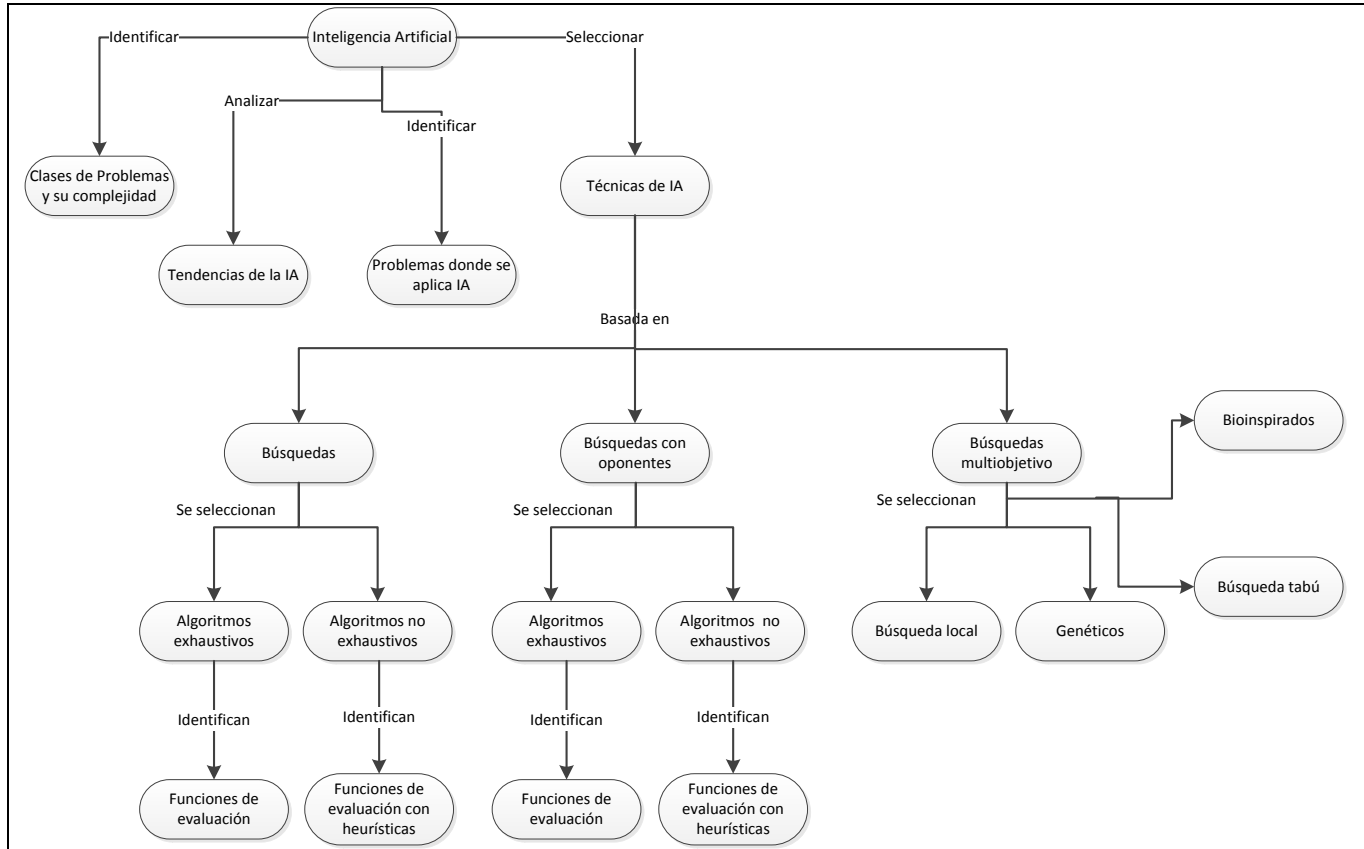 Identificar
Inteligencia Artificial
Seleccionar
Analizar
Identificar
Clases de Problemas
y su complejidad
Técnicas de IA
Tendencias de la IA
Problemas donde se
aplica IA
Basada en
Búsquedas
Búsquedas con
oponentes
Búsquedas
multiobjetivo
Bioinspirados
Se seleccionan
Se seleccionan
Se seleccionan
Búsqueda tabú
Algoritmos
exhaustivos
Algoritmos no
exhaustivos
Algoritmos
exhaustivos
Algoritmos no
exhaustivos
Búsqueda local
Genéticos
Identifican
Identifican
Identifican
Identifican
Funciones de
evaluación
Funciones de
evaluación con
heurísticas
Funciones de
evaluación
Funciones de
evaluación con
heurísticas